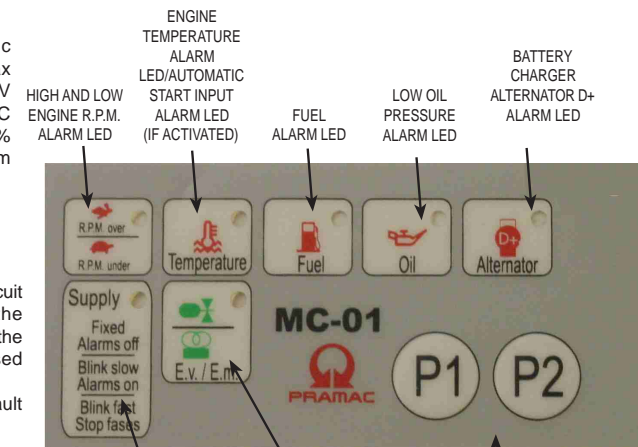 c
x
V
C
%
m
ENGINE
TEMPERATURE
ALARM
LED/AUTOMATIC
START INPUT
ALARM LED
(IF ACTIVATED)
HIGH AND LOW
ENGINE R.P.M.
ALARM LED
FUEL
ALARM LED
LOW OIL
PRESSURE
ALARM LED
BATTERY
CHARGER
ALTERNATOR D+
ALARM LED
R.P.M. over
R.P.M. under
Temperature
Fuel
Oil
D+
Alternator
cuit
he
the
sed
ault
Supply
Fixed
Alarms off
Blink slow
Alarms on
Blink fast
Stop fases
E.v. / E.m.
MC-01
PRAMAC
P1
P2